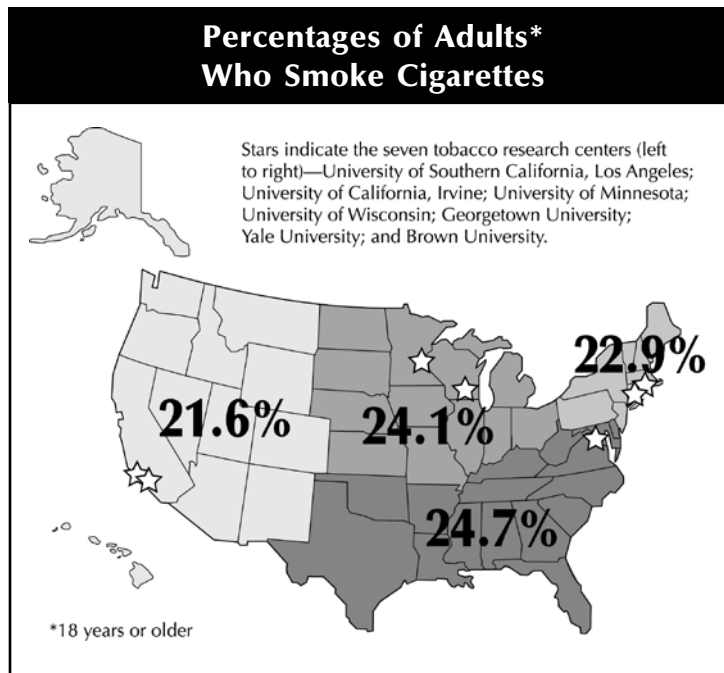 Percentages of Adults*
Who Smoke Cigarettes
Stars indicate the seven tobacco research centers (left
to right)—University of Southern California, Los Angeles;
University of California, Irvine; University of Minnesota;
University of Wisconsin; Georgetown University;
Yale University; and Brown University.
22.9%
21.6%
24.1%
24.7%
*18 years or older